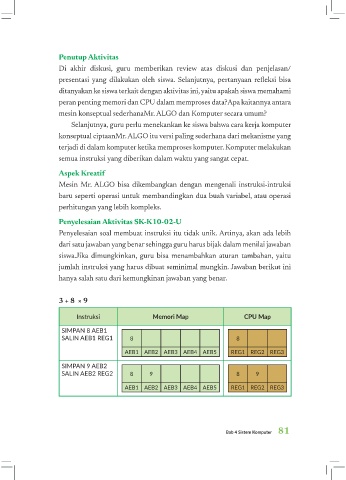 Penutup Aktivitas
Di akhir diskusi, guru memberikan review atas diskusi dan penjelasan/
presentasi yang dilakukan oleh siswa. Selanjutnya, pertanyaan refleksi bisa
ditanyakan ke siswa terkait dengan aktivitas ini, yaitu apakah siswa memahami
peran penting memori dan CPU dalam memproses data?Apa kaitannya antara
mesin konseptual sederhanaMr. ALGO dan Komputer secara umum?
Selanjutnya, guru perlu menekankan ke siswa bahwa cara kerja komputer
konseptual ciptaanMr. ALGO itu versi paling sederhana dari mekanisme yang
terjadi di dalam komputer ketika memproses komputer. Komputer melakukan
semua instruksi yang diberikan dalam waktu yang sangat cepat.
Aspek Kreatif
Mesin Mr. ALGO bisa dikembangkan dengan mengenali instruksi-intruksi
baru seperti operasi untuk membandingkan dua buah variabel, atau operasi
perhitungan yang lebih kompleks.
Penyelesaian Aktivitas SK-K10-02-U
Penyelesaian soal membuat instruksi itu tidak unik. Artinya, akan ada lebih
dari satu jawaban yang benar sehingga guru harus bijak dalam menilai jawaban
siswa.Jika dimungkinkan, guru bisa menambahkan aturan tambahan, yaitu
jumlah instruksi yang harus dibuat seminimal mungkin. Jawaban berikut ini
hanya salah satu dari kemungkinan jawaban yang benar.
3 + 8 × 9
Instruksi Memori Map CPU Map
SIMPAN 8 AEB1
SALIN AEB1 REG1 8 8
AEB1 AEB2 AEB3 AEB4 AEB5 REG1 REG2 REG3
SIMPAN 9 AEB2
SALIN AEB2 REG2 8 9 8 9
AEB1 AEB2 AEB3 AEB4 AEB5 REG1 REG2 REG3
Bab 4 Sistem Komputer 81